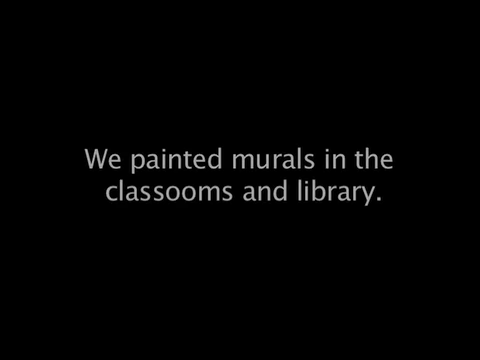 We painted murals in the
classooms and library.